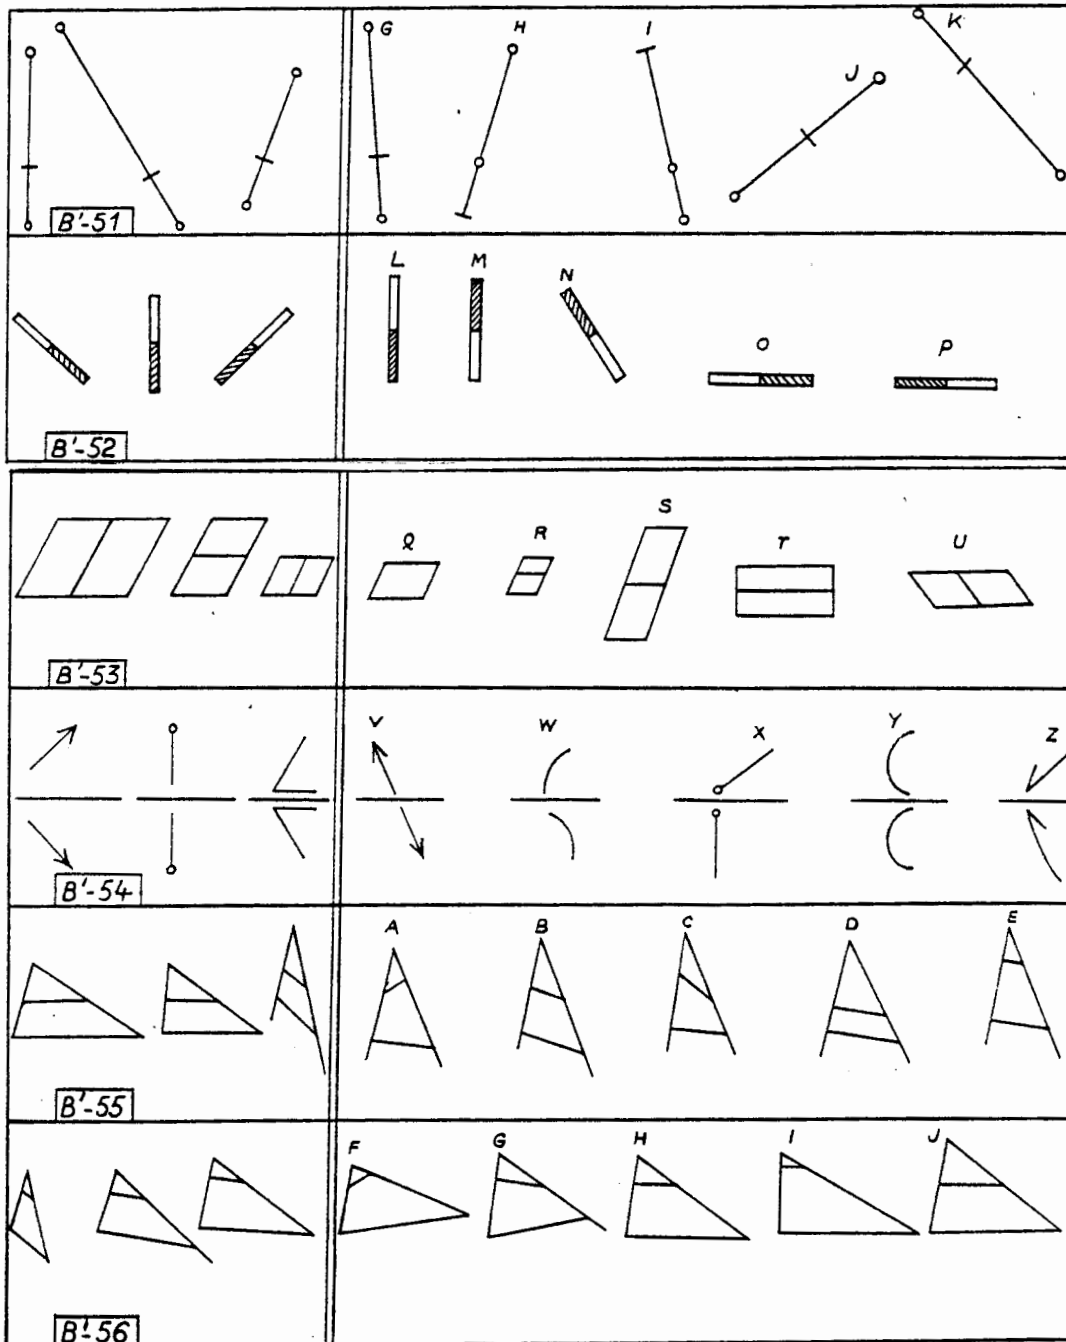 G H I J K
B'-51
L M N O P
B'-52
Q R S T U
B'-53
V W X Y Z
B'-54
A B C D E
B'-55
F G H I J
B'-56